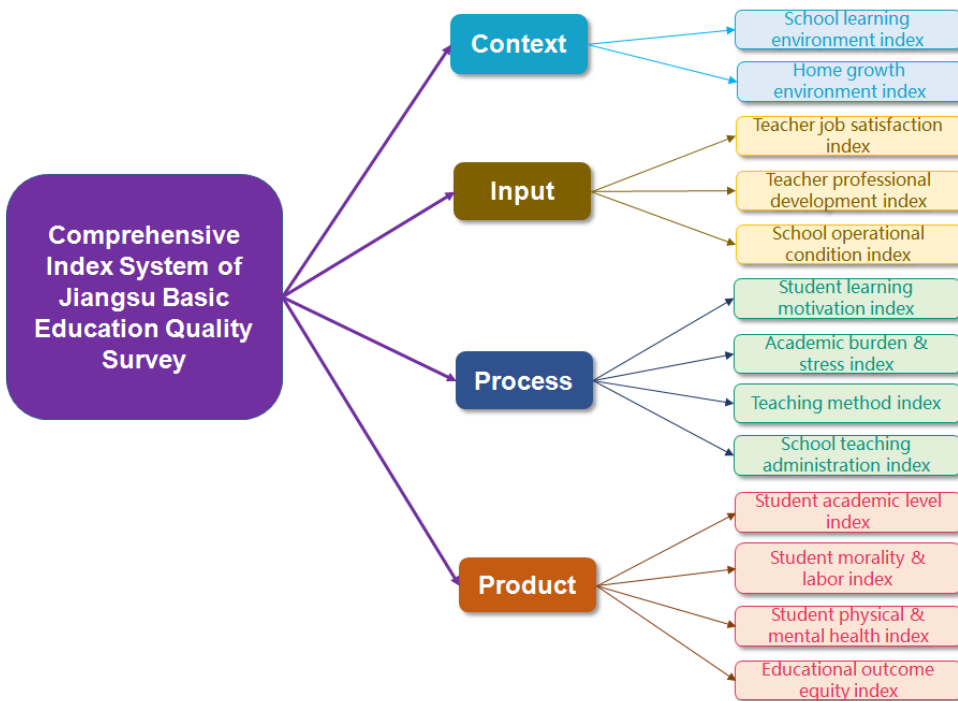 Comprehensive
Index System of
Jiangsu Basic
Education Quality
Survey
Context
School learning
environment index
Home growth
environment index
Input
Teacher job satisfaction
index
Teacher professional
development index
School operational
condition index
Process
Student learning
motivation index
Academic burden &
stress index
Teaching method index
School teaching
administration index
Product
Student academic level
index
Student morality &
labor index
Student physical &
mental health index
Educational outcome
equity index